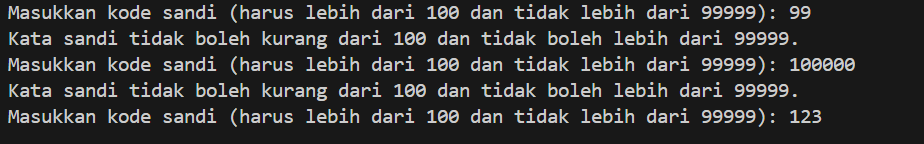 Masukkan kode sandi (harus lebih dari 100 dan tidak lebih dari 99999): 99
Kata sandi tidak boleh kurang dari 100 dan tidak boleh lebih dari 99999.
Masukkan kode sandi (harus lebih dari 100 dan tidak lebih dari 99999): 100000
Kata sandi tidak boleh kurang dari 100 dan tidak boleh lebih dari 99999.
Masukkan kode sandi (harus lebih dari 100 dan tidak lebih dari 99999): 123